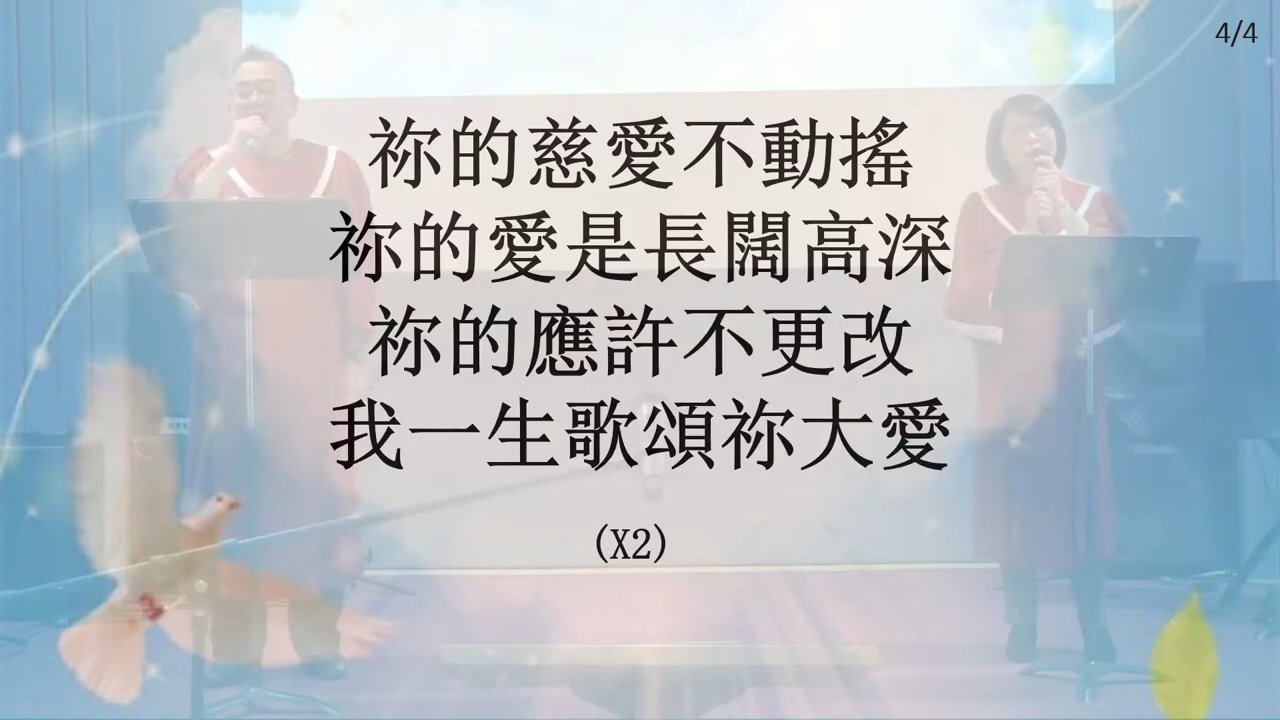 4/4
祢的慈愛不動搖
祢的愛是長闊高深
祢的應許不更改
我一生歌頌祢大愛
(X2)